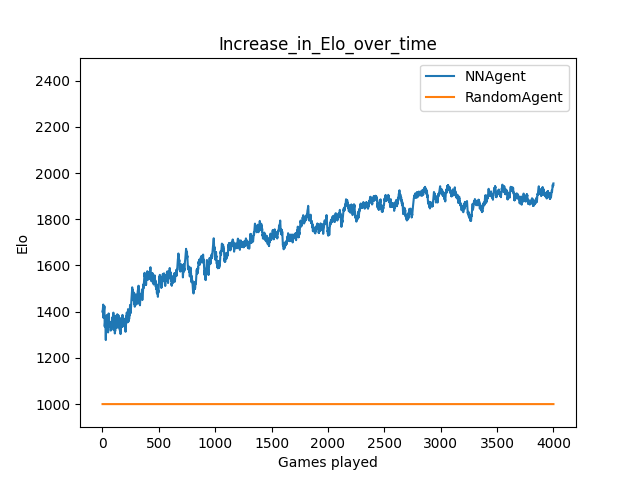 Increase_in_Elo_over_time
NNAgent
RandomAgent
2400
2200
2000
1800
1600
1400
1200
1000
Elo
0 500 1000 1500 2000 2500 3000 3500 4000
Games played